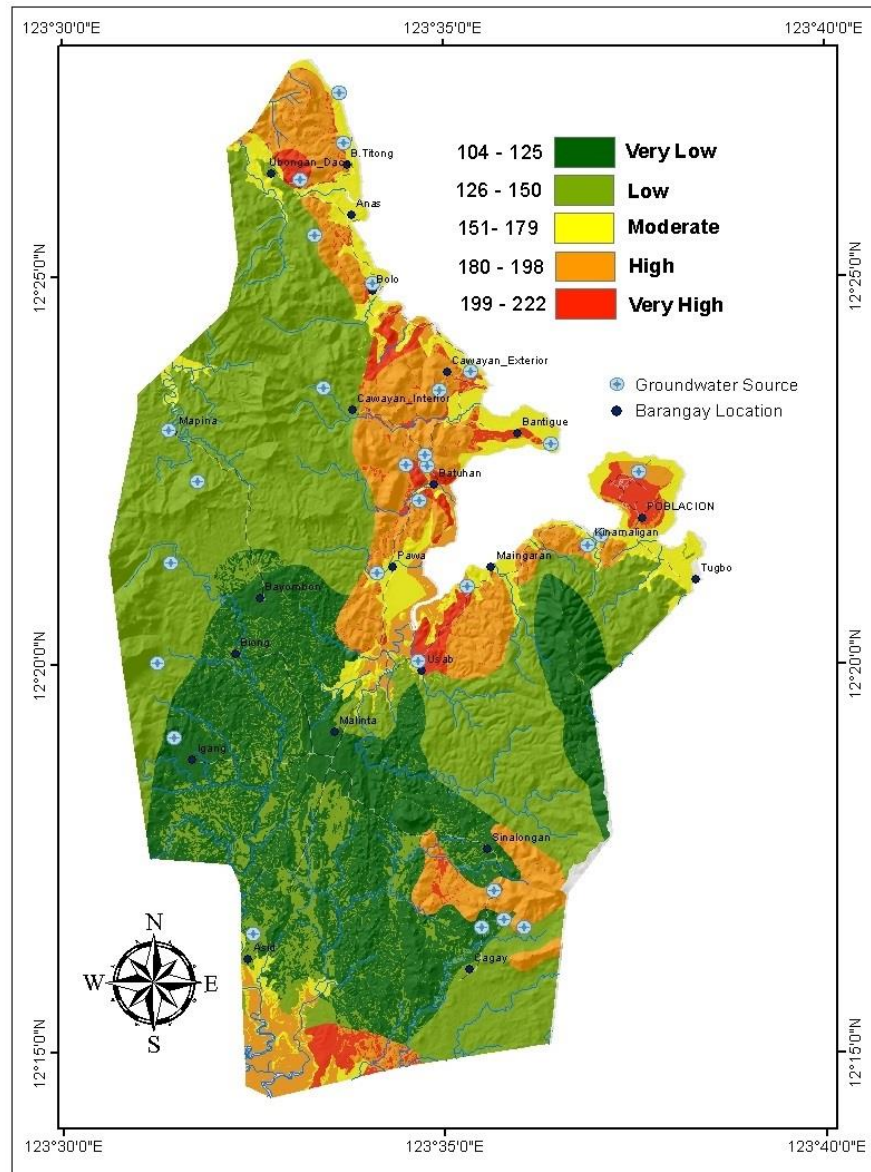 123°30'0"E 123°35'0"E 123°40'0"E
104 - 125 Very Low
126 - 150 Low
151- 179 Moderate
180 - 198 High
199 - 222 Very High
Groundwater Source
Barangay Location
B.Titong
Ubongan_Dac
Anas
12°25'0"N 12°25'0"N
Bolo
Cawayan_Exterior
Cawayan_Interior
Mapina
Bantigue
Batuhan
POBLACION
Kinamaligan
Pawa
Maingaran
Tugbo
Bayombon
Biong
12°20'0"N 12°20'0"N
Usab
Malinta
Igang
Sinalongan
N
Asid
Cagay
W E
S
12°15'0"N 12°15'0"N
123°30'0"E 123°35'0"E 123°40'0"E